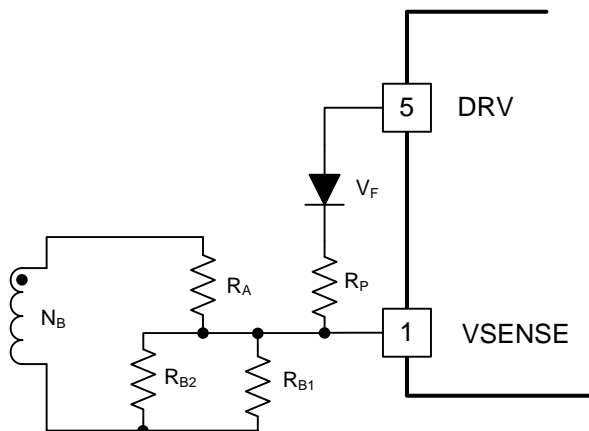 5 DRV
V_F
R_A
R_P
N_B
1 VSENSE
R_B2
R_B1